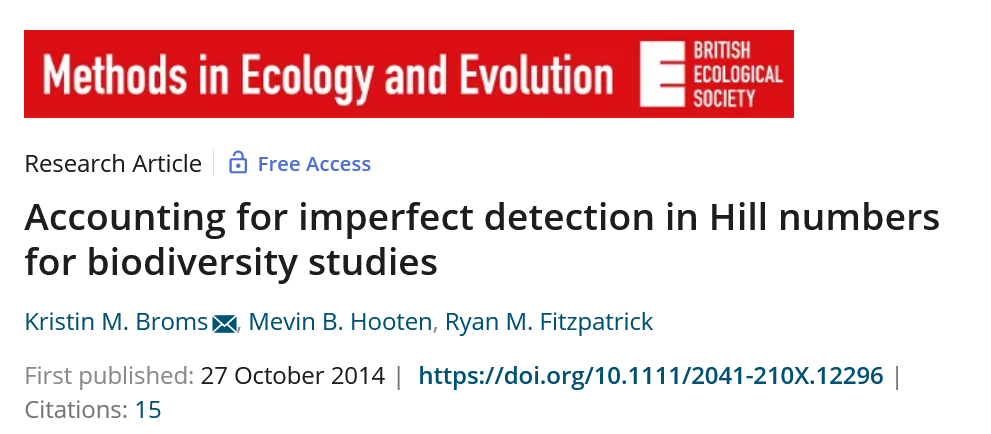 Methods in Ecology and Evolution
BRITISH
ECOLOGICAL
SOCIETY
Research Article
Free Access
Accounting for imperfect detection in Hill numbers
for biodiversity studies
Kristin M. Broms, Mevin B. Hooten, Ryan M. Fitzpatrick
First published: 27 October 2014 | https://doi.org/10.1111/2041-210X.12296 |
Citations: 15